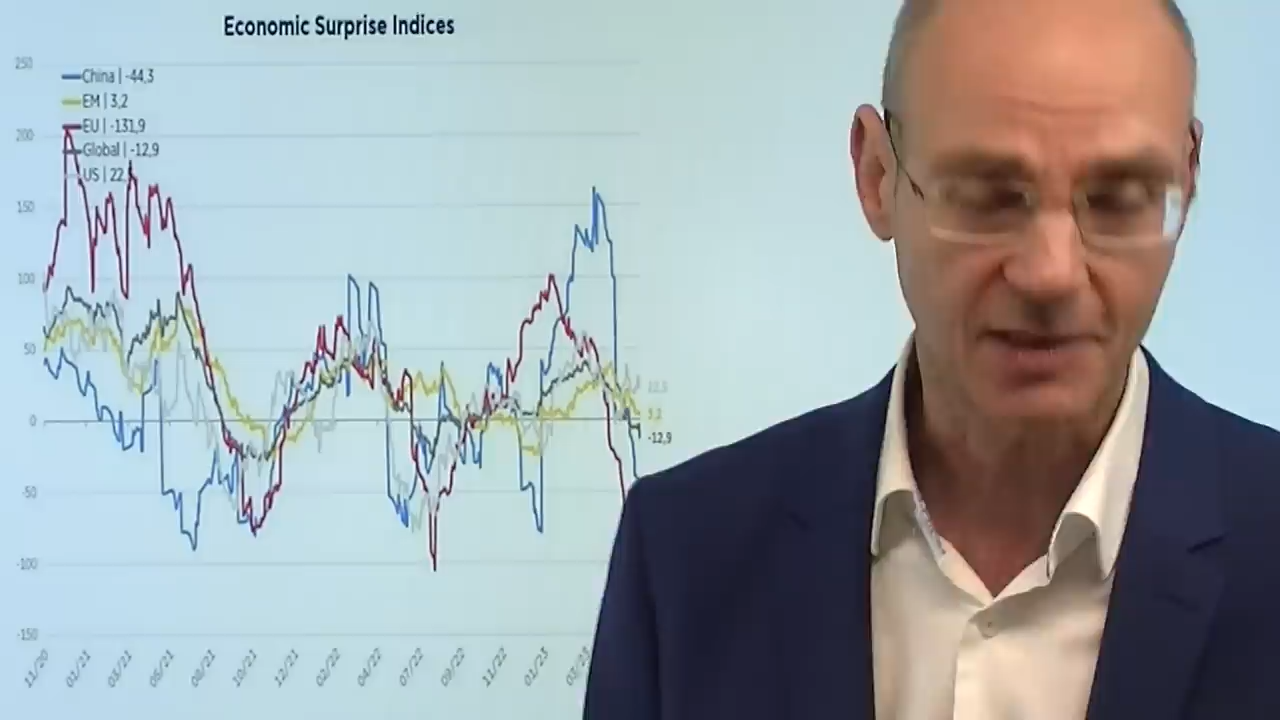 Economic Surprise Indices
250
China | -44,3
EM | 3,2
EU | -131,9
200
Global | -12,9
US | 22,
150
100
50
3,2
0
-12,9
-50
-100
-150
11/20 01/21 03/21 05/21 08/21 10/21 12/21 02/22 04/22 07/22 09/22 11/22 01/23 03/23